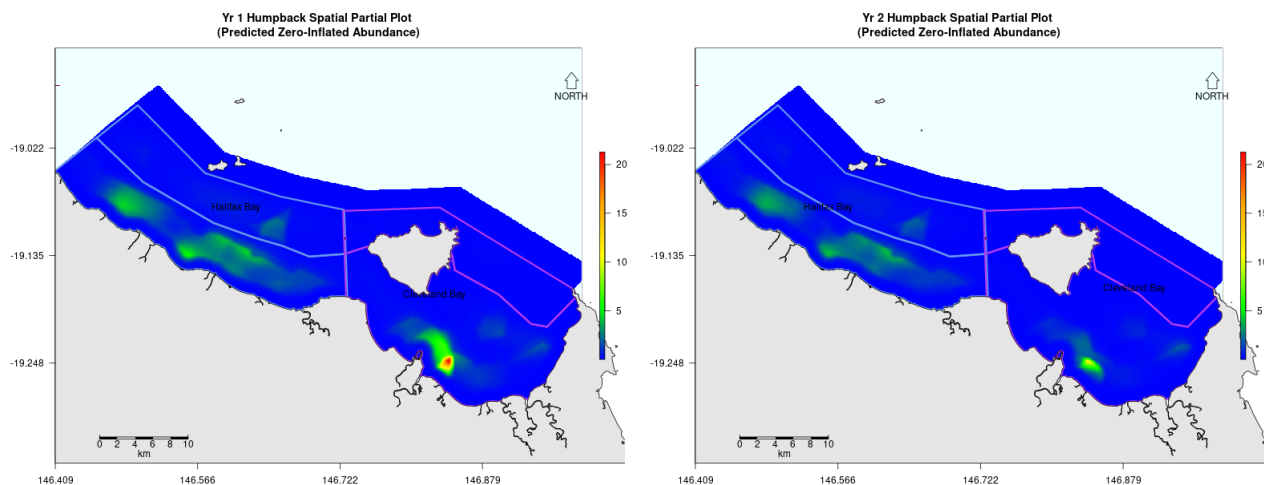 Yr 1 Humpback Spatial Partial Plot
(Predicted Zero-Inflated Abundance)
NORTH
-19.022
-19.135
-19.248
Halifax Bay
Cleveland Bay
20
15
10
5
0 2 4 6 8 10
km
146.409 146.566 146.722 146.879
Yr 2 Humpback Spatial Partial Plot
(Predicted Zero-Inflated Abundance)
NORTH
-19.022
-19.135
-19.248
Halifax Bay
Cleveland Bay
20
15
10
5
0 2 4 6 8 10
km
146.409 146.566 146.722 146.879